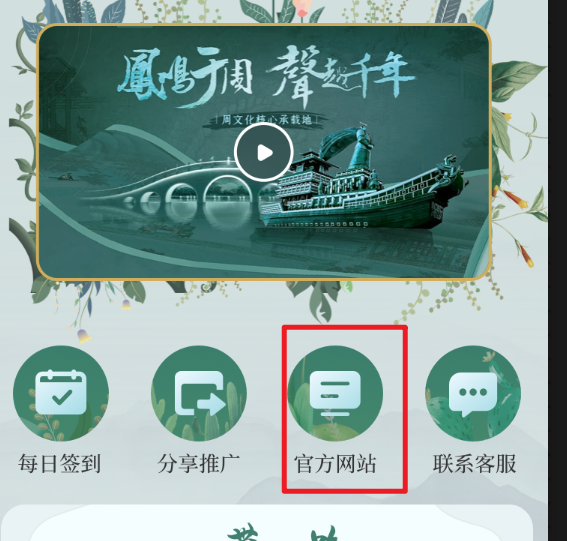 鳳鳴于周 聲越千年
周文化核心承载地
每日签到
分享推广
官方网站
联系客服